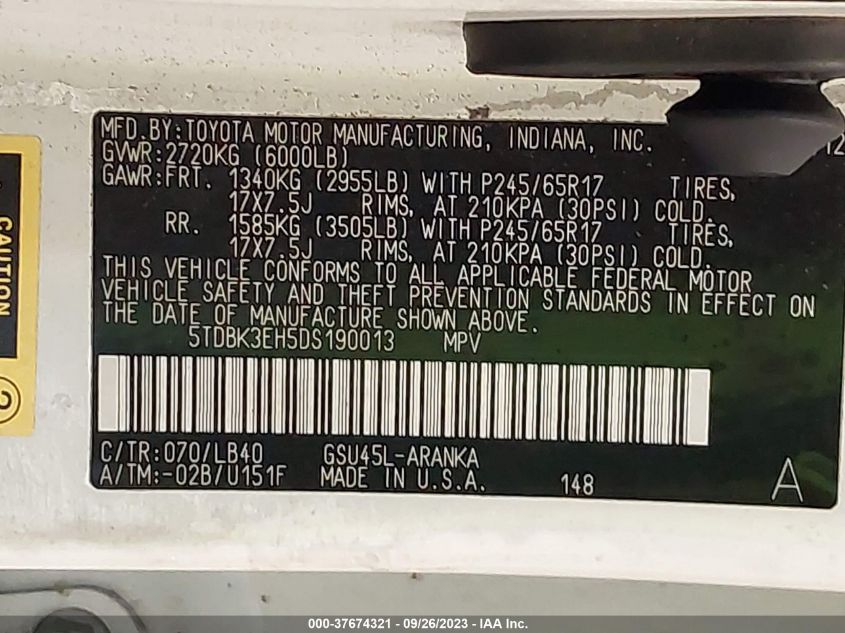 MFD.BY:TOYOTA MOTOR MANUFACTURING, INDIANA, INC. 12
GVWR:2720KG (6000LB)
GAWR:FRT. 1340KG (2955LB) WITH P245/65R17 TIRES,
17X7.5J RIMS, AT 210KPA (30PSI) COLD.
RR. 1585KG (3505LB) WITH P245/65R17 TIRES,
17X7.5J RIMS, AT 210KPA (30PSI) COLD.
THIS VEHICLE CONFORMS TO ALL APPLICABLE FEDERAL MOTOR
VEHICLE SAFETY AND THEFT PREVENTION STANDARDS IN EFFECT ON
THE DATE OF MANUFACTURE SHOWN ABOVE.
5TDBK3EH5DS190013 MPV
C/TR:070/LB40 GSU45L-ARANKA
A/TM:-02B/U151F MADE IN U.S.A. 148 A
CAUTION
2
000-37674321 - 09/26/2023 - IAA Inc.